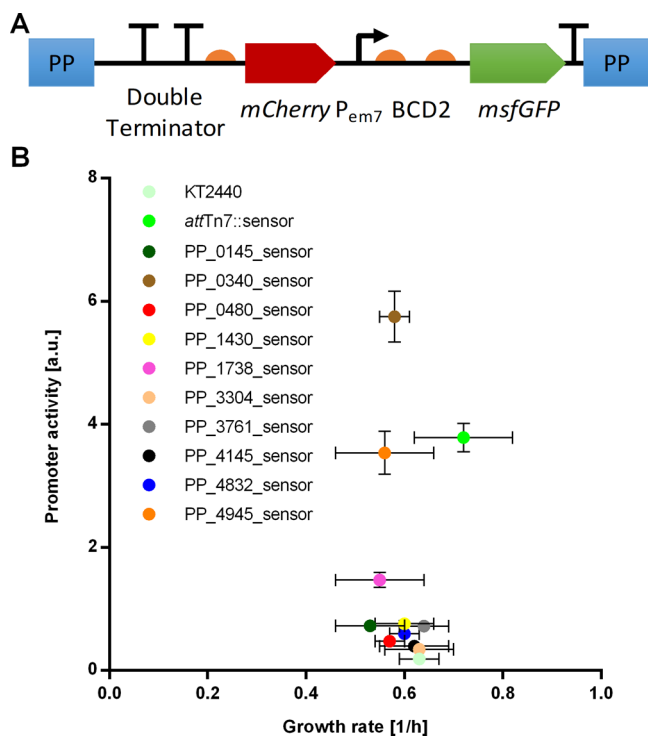 A
PP
PP
Double
Terminator
mCherry
Pem7
BCD2
msfGFP
B
Promoter activity [a.u.]
8
6
4
2
0
KT2440
attTn7::sensor
PP_0145_sensor
PP_0340_sensor
PP_0480_sensor
PP_1430_sensor
PP_1738_sensor
PP_3304_sensor
PP_3761_sensor
PP_4145_sensor
PP_4832_sensor
PP_4945_sensor
0.0 0.2 0.4 0.6 0.8 1.0
Growth rate [1/h]